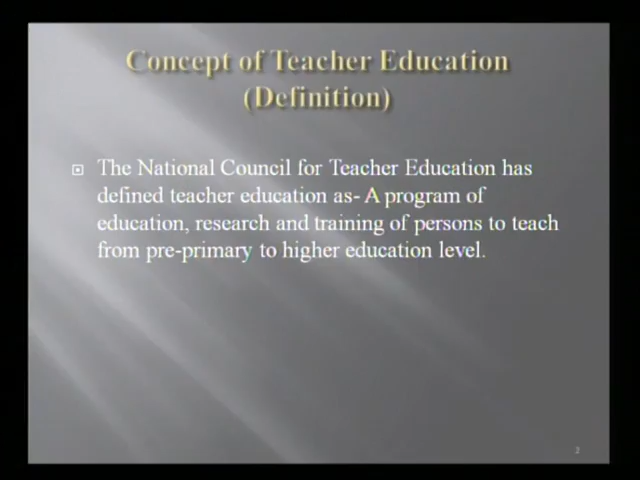 Concept of Teacher Education
(Definition)
The National Council for Teacher Education has
defined teacher education as- A program of
education, research and training of persons to teach
from pre-primary to higher education level.
2